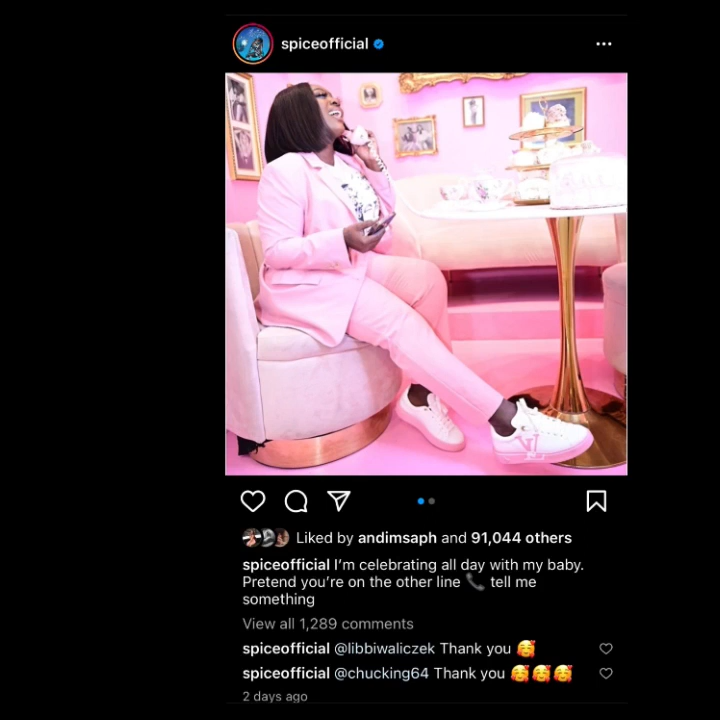 spiceofficial
Liked by andimsaph and 91,044 others
spiceofficial I’m celebrating all day with my baby.
Pretend you’re on the other line 📞 tell me
something
View all 1,289 comments
spiceofficial @libbiwaliczek Thank you 🥰
spiceofficial @chucking64 Thank you 🥰🥰🥰
2 days ago